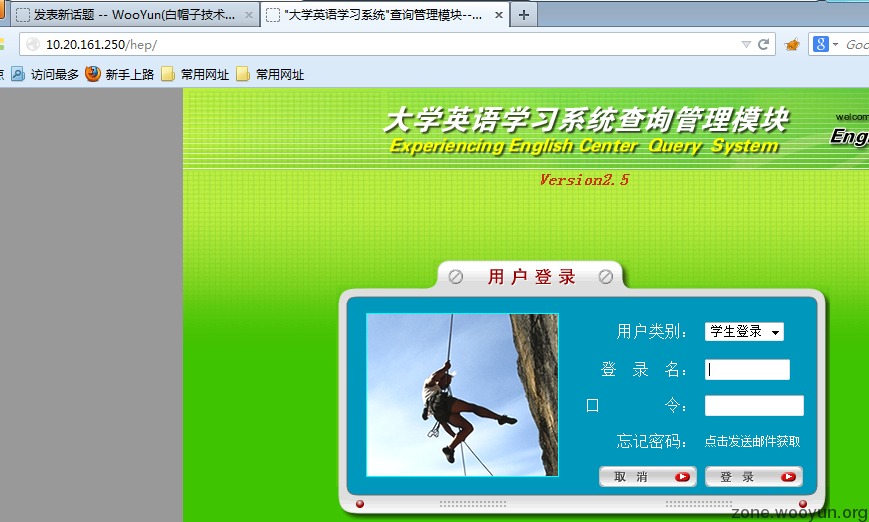 发表新话题 -- WooYun(白帽子技术...
"大学英语学习系统"查询管理模块--...
10.20.161.250/hep/
访问最多 新手上路 常用网址 常用网址
大学英语学习系统查询管理模块
welcom
Experiencing English Center Query System
Eng
Version2.5
用户登录
用户类别： 学生登录
登 录 名：
口 令：
忘记密码： 点击发送邮件获取
取 消 登 录
zone.wooyun.org